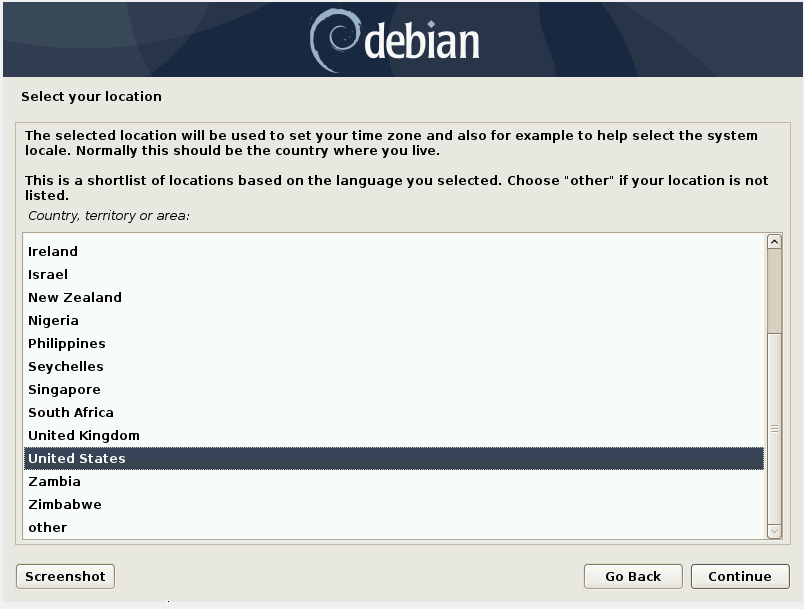 debian
Select your location
The selected location will be used to set your time zone and also for example to help select the system
locale. Normally this should be the country where you live.
This is a shortlist of locations based on the language you selected. Choose "other" if your location is not
listed.
Country, territory or area:
Ireland
Israel
New Zealand
Nigeria
Philippines
Seychelles
Singapore
South Africa
United Kingdom
United States
Zambia
Zimbabwe
other
Screenshot
Go Back
Continue